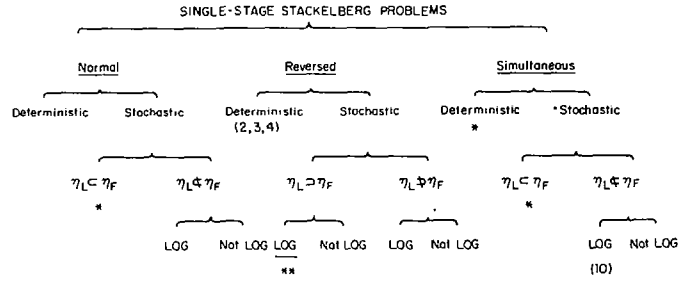 SINGLE-STAGE STACKELBERG PROBLEMS
Normal Reversed Simultaneous
Deterministic Stochastic Deterministic Stochastic Deterministic *Stochastic
(2,3,4) *
η_L⊂η_F η_L⊄η_F η_L⊃η_F η_L⊅η_F η_L⊂η_F η_L⊄η_F
* *
LOG Not LOG LOG Not LOG LOG Not LOG LOG Not LOG
** (10)